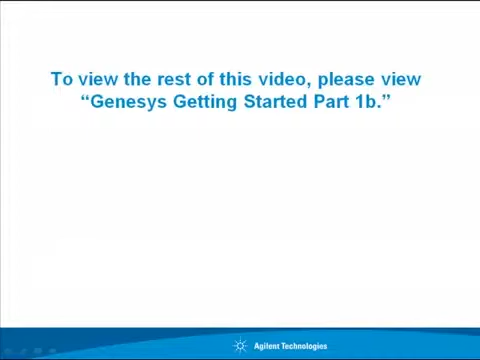 To view the rest of this video, please view
“Genesys Getting Started Part 1b.”
Agilent Technologies